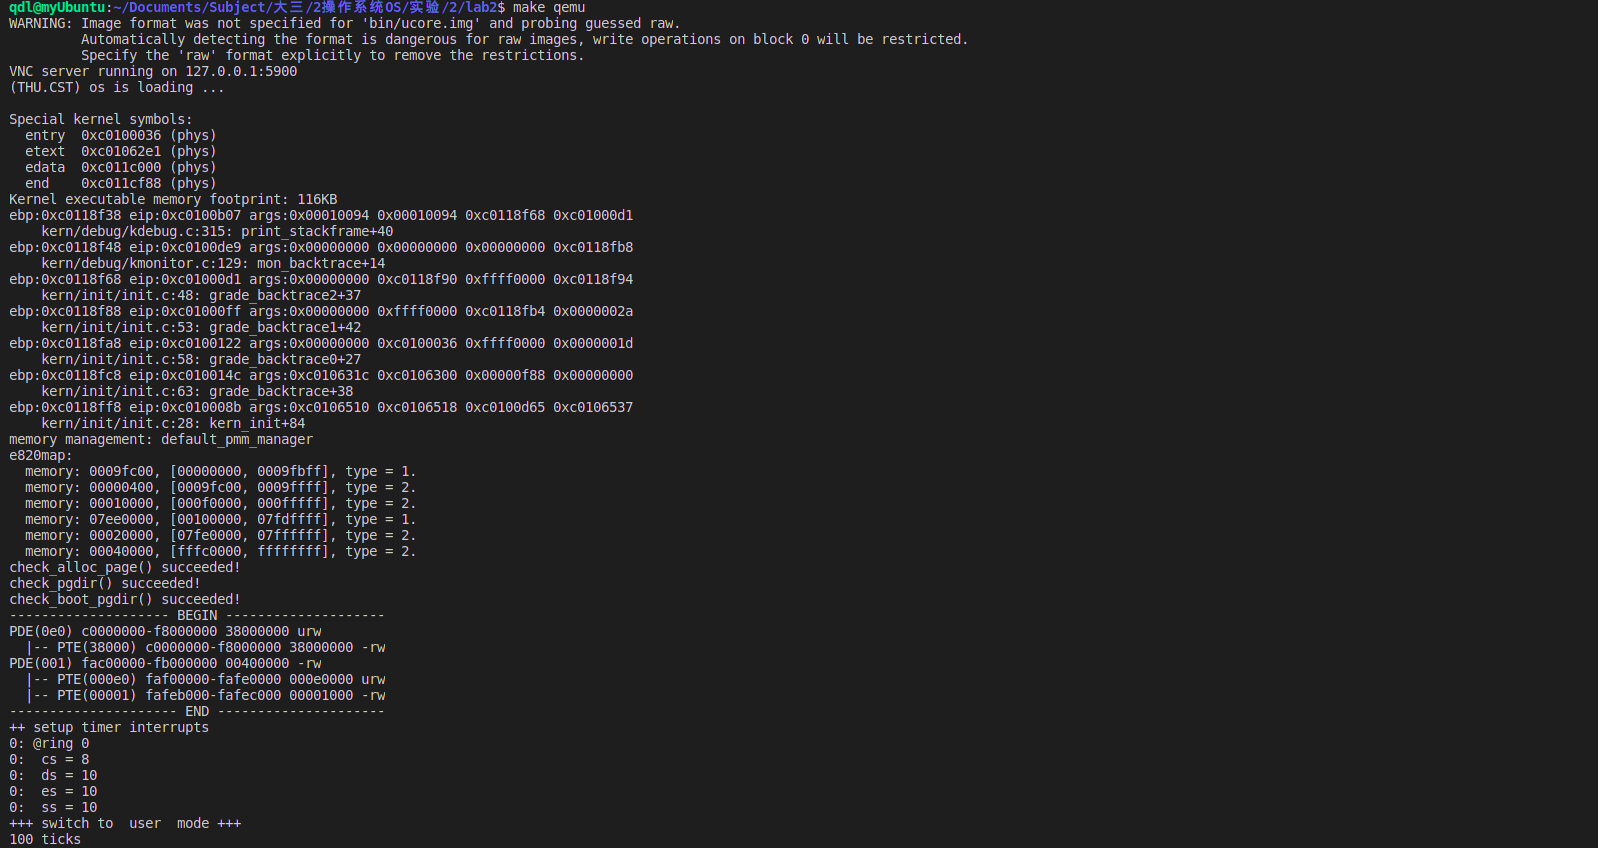 qdl@myUbuntu:~/Documents/Subject/大三/2操作系统OS/实验/2/lab2$ make qemu
WARNING: Image format was not specified for 'bin/ucore.img' and probing guessed raw.
         Automatically detecting the format is dangerous for raw images, write operations on block 0 will be restricted.
         Specify the 'raw' format explicitly to remove the restrictions.
VNC server running on 127.0.0.1:5900
(THU.CST) os is loading ...

Special kernel symbols:
  entry  0xc0100036 (phys)
  etext  0xc01062e1 (phys)
  edata  0xc011c000 (phys)
  end    0xc011cf88 (phys)
Kernel executable memory footprint: 116KB
ebp:0xc0118f38 eip:0xc0100b07 args:0x00010094 0x00010094 0xc0118f68 0xc01000d1
    kern/debug/kdebug.c:315: print_stackframe+40
ebp:0xc0118f48 eip:0xc0100de9 args:0x00000000 0x00000000 0x00000000 0xc0118fb8
    kern/debug/kmonitor.c:129: mon_backtrace+14
ebp:0xc0118f68 eip:0xc01000d1 args:0x00000000 0xc0118f90 0xffff0000 0xc0118f94
    kern/init/init.c:48: grade_backtrace2+37
ebp:0xc0118f88 eip:0xc01000ff args:0x00000000 0xffff0000 0xc0118fb4 0x0000002a
    kern/init/init.c:53: grade_backtrace1+42
ebp:0xc0118fa8 eip:0xc0100122 args:0x00000000 0xc0100036 0xffff0000 0x0000001d
    kern/init/init.c:58: grade_backtrace0+27
ebp:0xc0118fc8 eip:0xc010014c args:0xc010631c 0xc0106300 0x00000f88 0x00000000
    kern/init/init.c:63: grade_backtrace+38
ebp:0xc0118ff8 eip:0xc010008b args:0xc0106510 0xc0106518 0xc0100d65 0xc0106537
    kern/init/init.c:28: kern_init+84
memory management: default_pmm_manager
e820map:
  memory: 0009fc00, [00000000, 0009fbff], type = 1.
  memory: 00000400, [0009fc00, 0009ffff], type = 2.
  memory: 00010000, [000f0000, 000fffff], type = 2.
  memory: 07ee0000, [00100000, 07fdffff], type = 1.
  memory: 00020000, [07fe0000, 07ffffff], type = 2.
  memory: 00040000, [fffc0000, ffffffff], type = 2.
check_alloc_page() succeeded!
check_pgdir() succeeded!
check_boot_pgdir() succeeded!
-------------------- BEGIN --------------------
PDE(0e0) c0000000-f8000000 38000000 urw
  |-- PTE(38000) c0000000-f8000000 38000000 -rw
PDE(001) fac00000-fb000000 00400000 -rw
  |-- PTE(000e0) faf00000-fafe0000 000e0000 urw
  |-- PTE(00001) fafeb000-fafec000 00001000 -rw
--------------------- END ---------------------
++ setup timer interrupts
0: @ring 0
0:  cs = 8
0:  ds = 10
0:  es = 10
0:  ss = 10
+++ switch to  user  mode +++
100 ticks